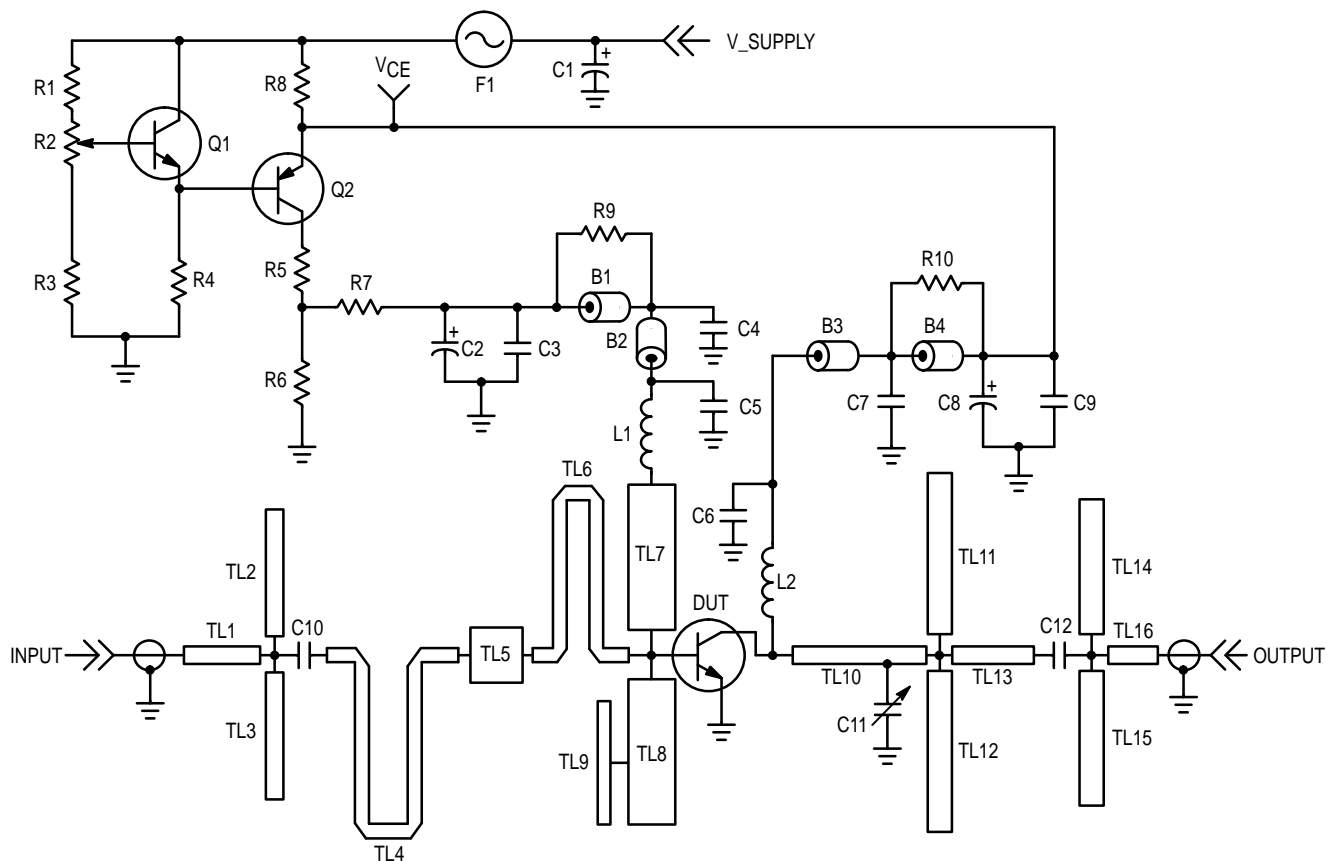 V_SUPPLY
VCE
C1
+
F1
R1
R8
R2
Q1
Q2
R9
R3
R4
R5
R7
B1
R10
+
C2
C3
B2
C4
B3
B4
R6
C5
C7
+
C8
C9
L1
TL6
C6
TL2
TL7
TL11
TL14
L2
DUT
INPUT
TL1
C10
TL5
C12
TL16
OUTPUT
TL10
TL13
C11
TL3
TL9
TL8
TL12
TL15
TL4